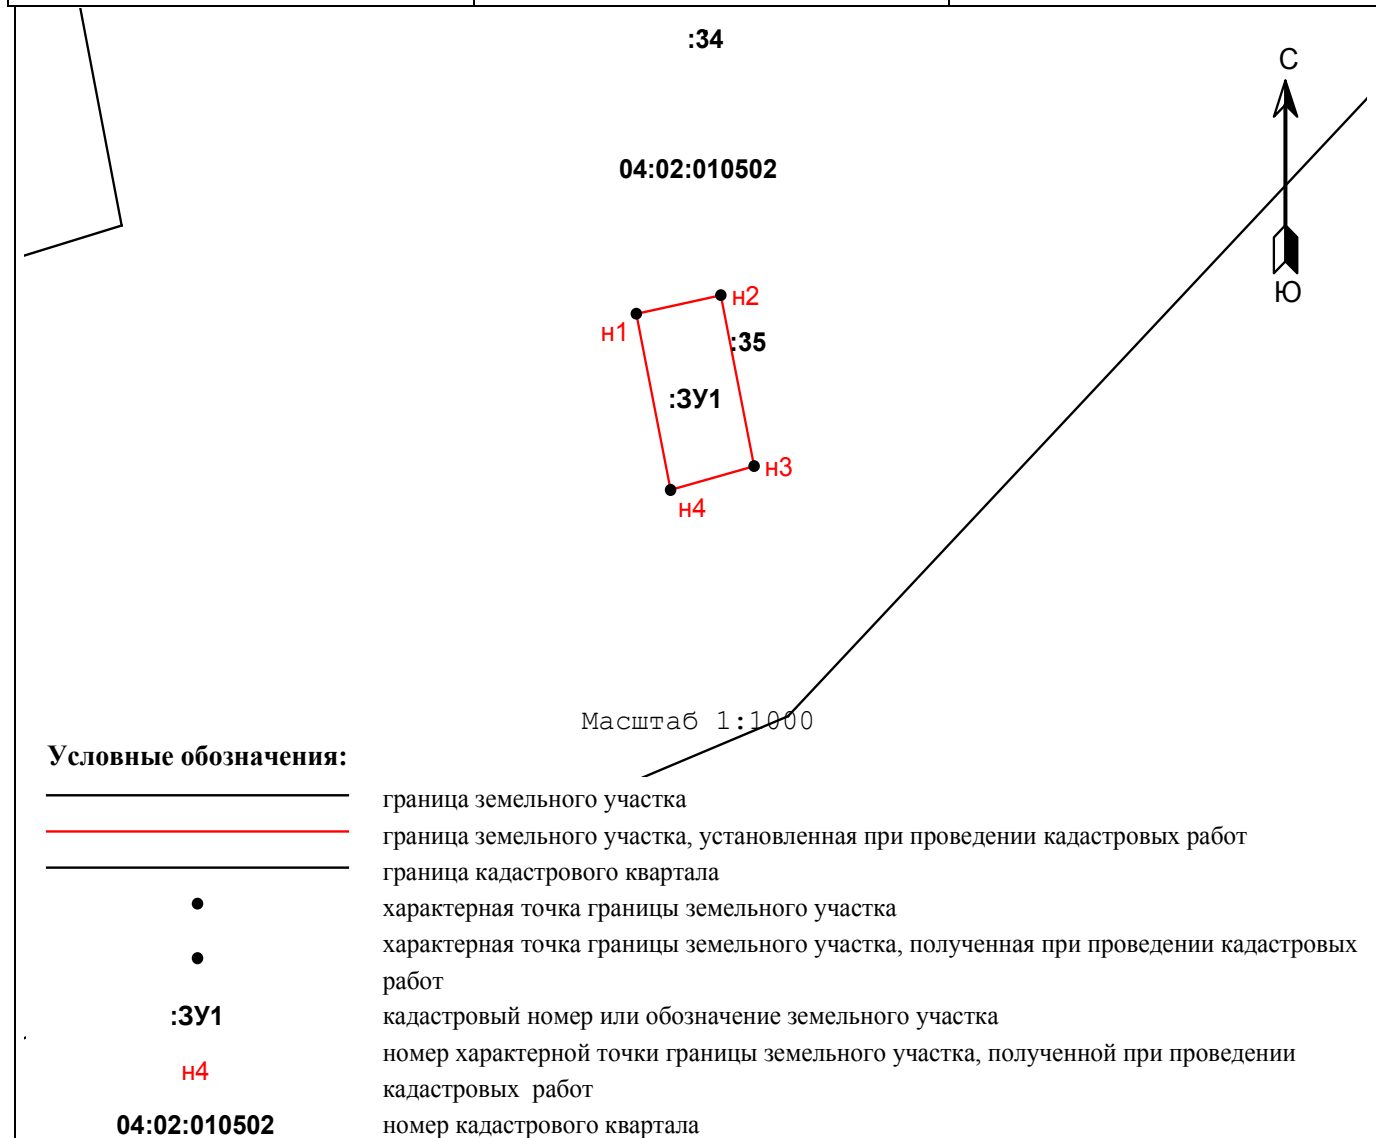 :34
С
04:02:010502
Ю
н2
н1
:35
:ЗУ1
н3
н4
Масштаб 1:1000
Условные обозначения:
граница земельного участка
граница земельного участка, установленная при проведении кадастровых работ
граница кадастрового квартала
характерная точка границы земельного участка
характерная точка границы земельного участка, полученная при проведении кадастровых
работ
:ЗУ1 кадастровый номер или обозначение земельного участка
номер характерной точки границы земельного участка, полученной при проведении
н4
кадастровых работ
04:02:010502 номер кадастрового квартала